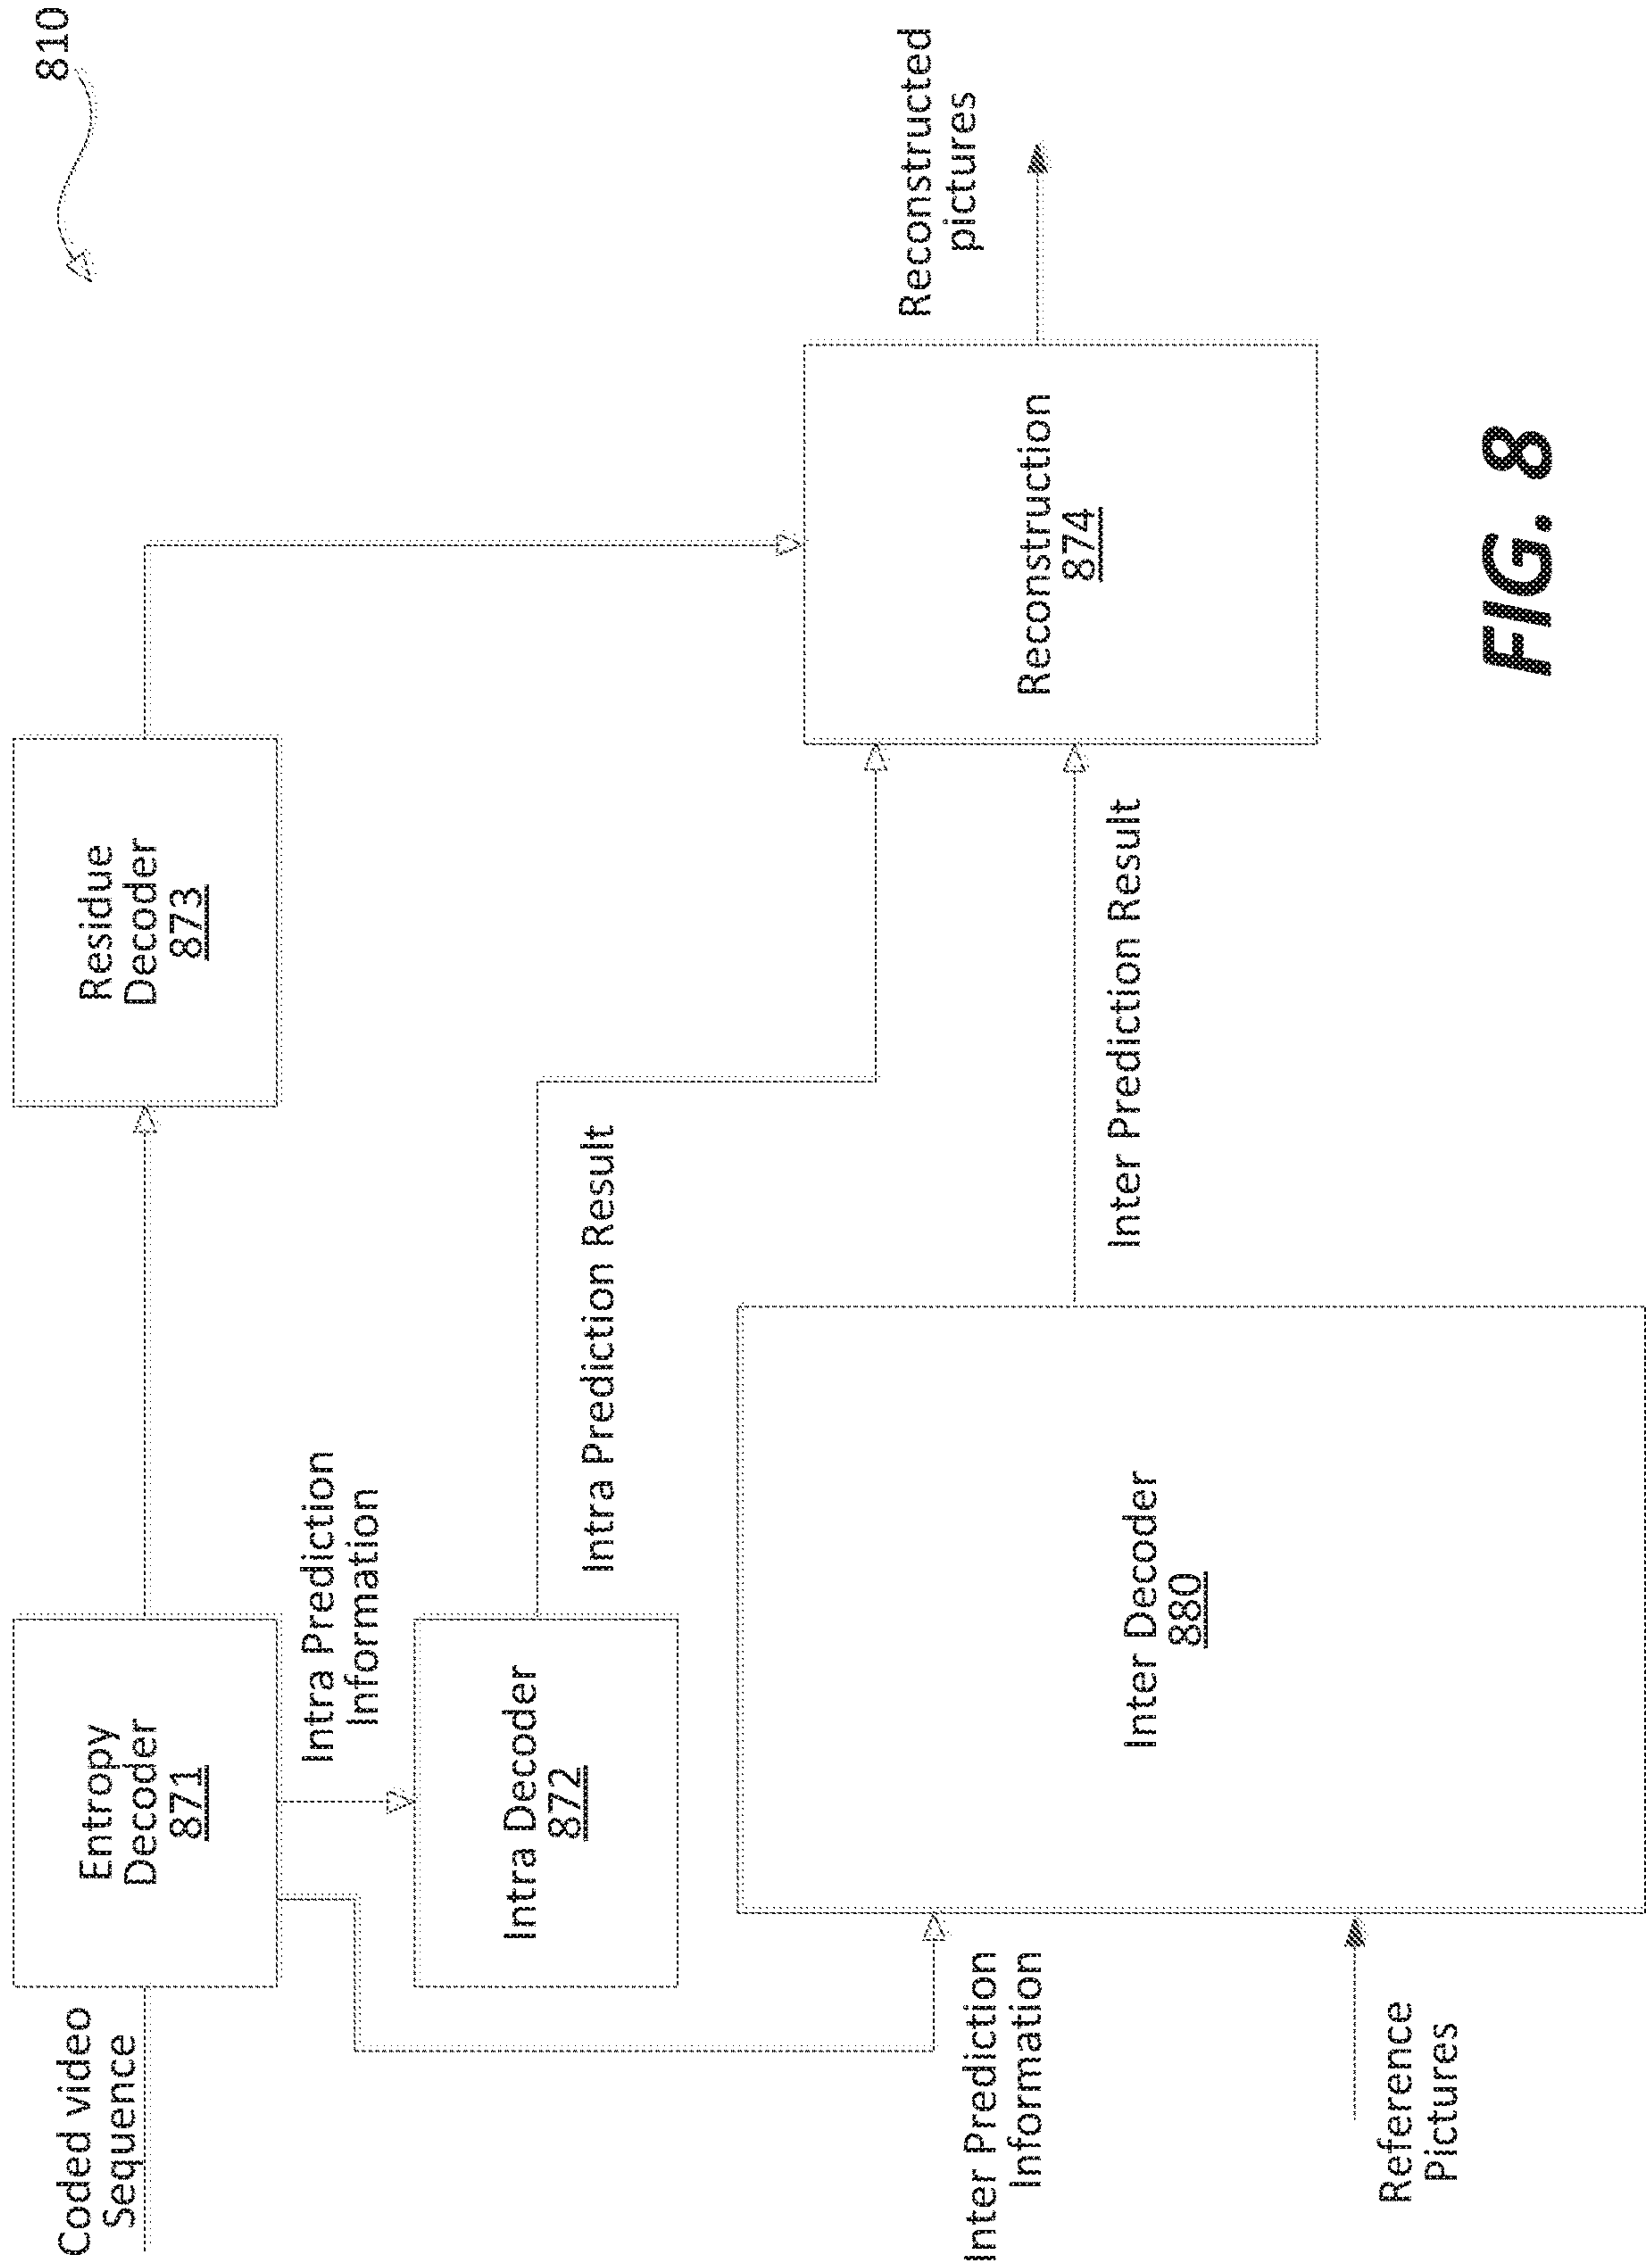 810
Coded video
Sequence
Entropy
Decoder
871
Residue
Decoder
873
Intra Prediction
Information
Intra Decoder
872
Intra Prediction Result
Reconstructed
pictures
Reconstruction
874
Inter Prediction
Information
Inter Decoder
880
Inter Prediction Result
Reference
Pictures
FIG. 8